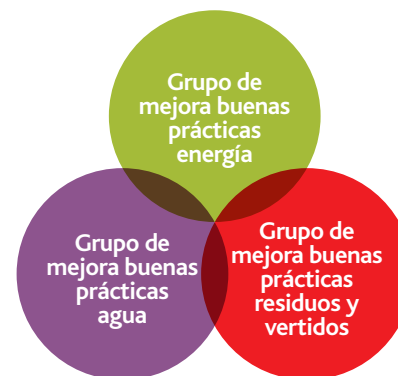 Grupo de
mejora buenas
prácticas
energía
Grupo de
mejora buenas
prácticas
agua
Grupo de
mejora buenas
prácticas
residuos y
vertidos